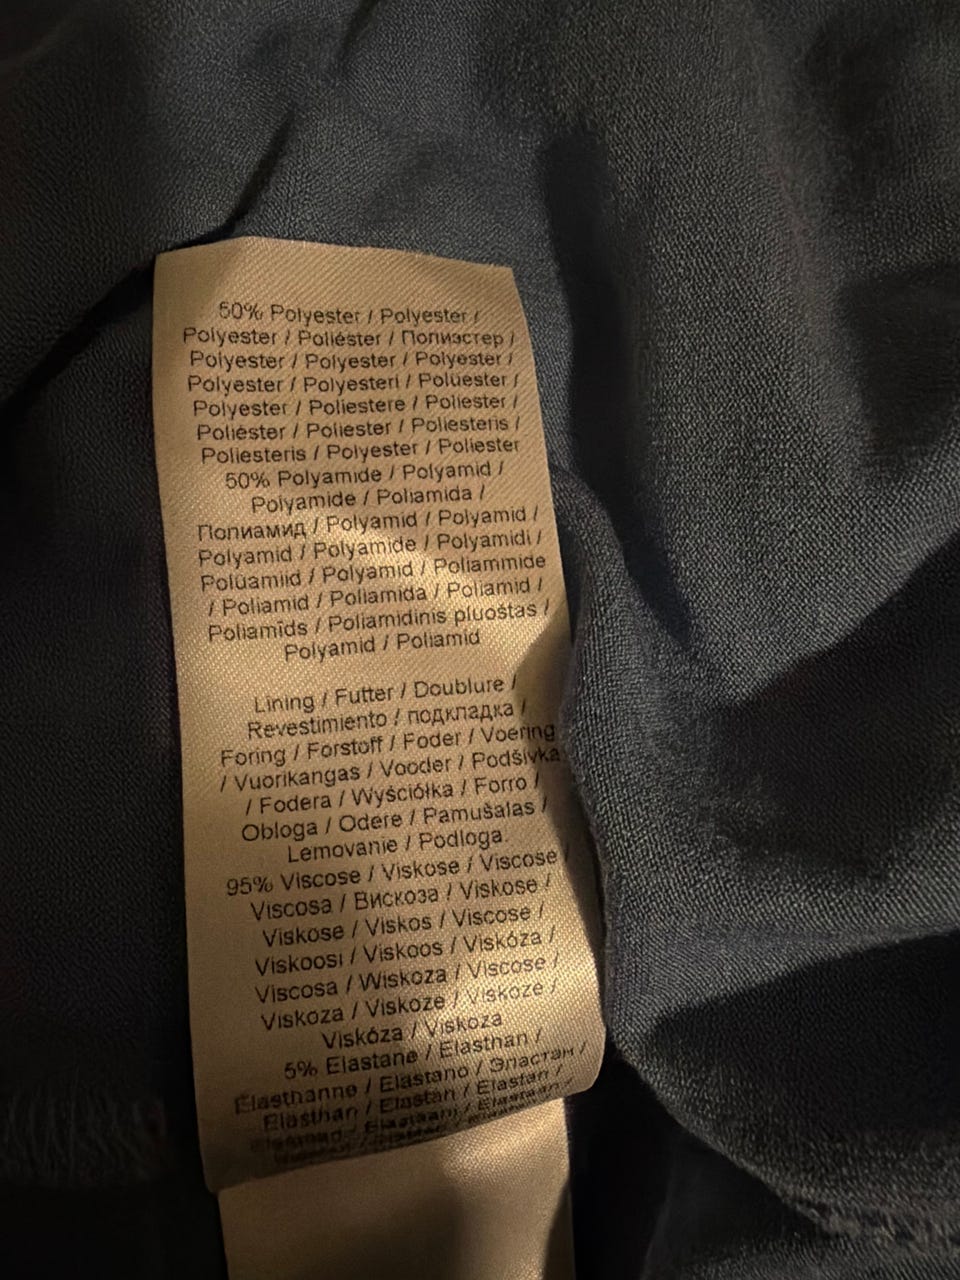 50% Polyester / Polyester /
Polyester / Poliéster / Полиэстер /
Polyester / Polyester / Polyester /
Polyester / Polyesteri / Polüester /
Polyester / Poliestere / Poliester /
Poliészter / Poliester / Poliesteris /
Poliesteris / Polyester / Poliester
50% Polyamide / Polyamid /
Polyamide / Poliamida /
Полиамид / Polyamid / Polyamid /
Polyamid / Polyamide / Polyamidi /
Polüamiid / Polyamid / Poliammide
/ Poliamid / Poliamida / Poliamid /
Poliamīds / Poliamidinis pluoštas /
Polyamid / Poliamid
Lining / Futter / Doublure /
Revestimiento / подкладка /
Foring / Forstoff / Foder / Voering
/ Vuorikangas / Vooder / Podšívka
/ Fodera / Wyściółka / Forro /
Obloga / Odere / Pamušalas /
Lemovanie / Podloga.
95% Viscose / Viskose / Viscose
Viscosa / Вискоза / Viskose /
Viskose / Viskos / Viscose /
Viskoosi / Viskoos / Viskóza /
Viscosa / Wiskoza / Viscose /
Viskoza / Viskoze / Viskozė /
Viskóza / Viskoza
5% Elastane / Elasthan /
Élasthanne / Elastano / Эластан /
Elasthan / Elastan / Elastan /